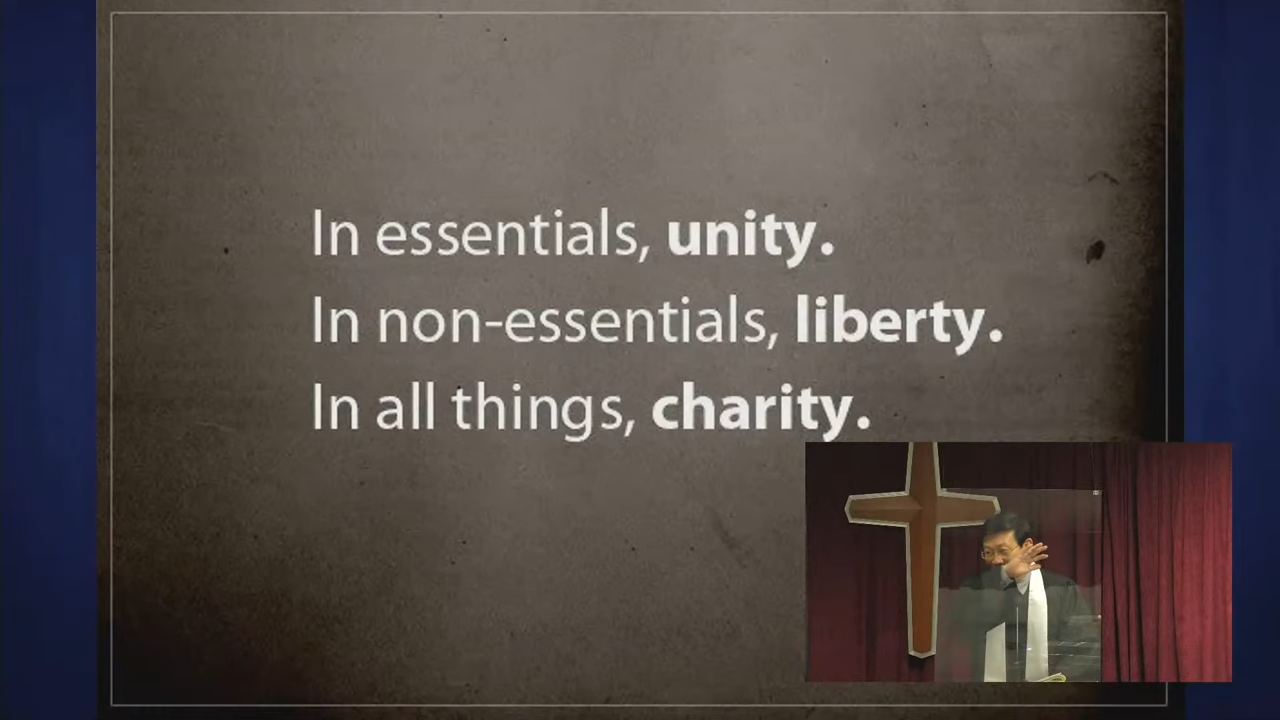 In essentials, unity.
In non-essentials, liberty.
In all things, charity.